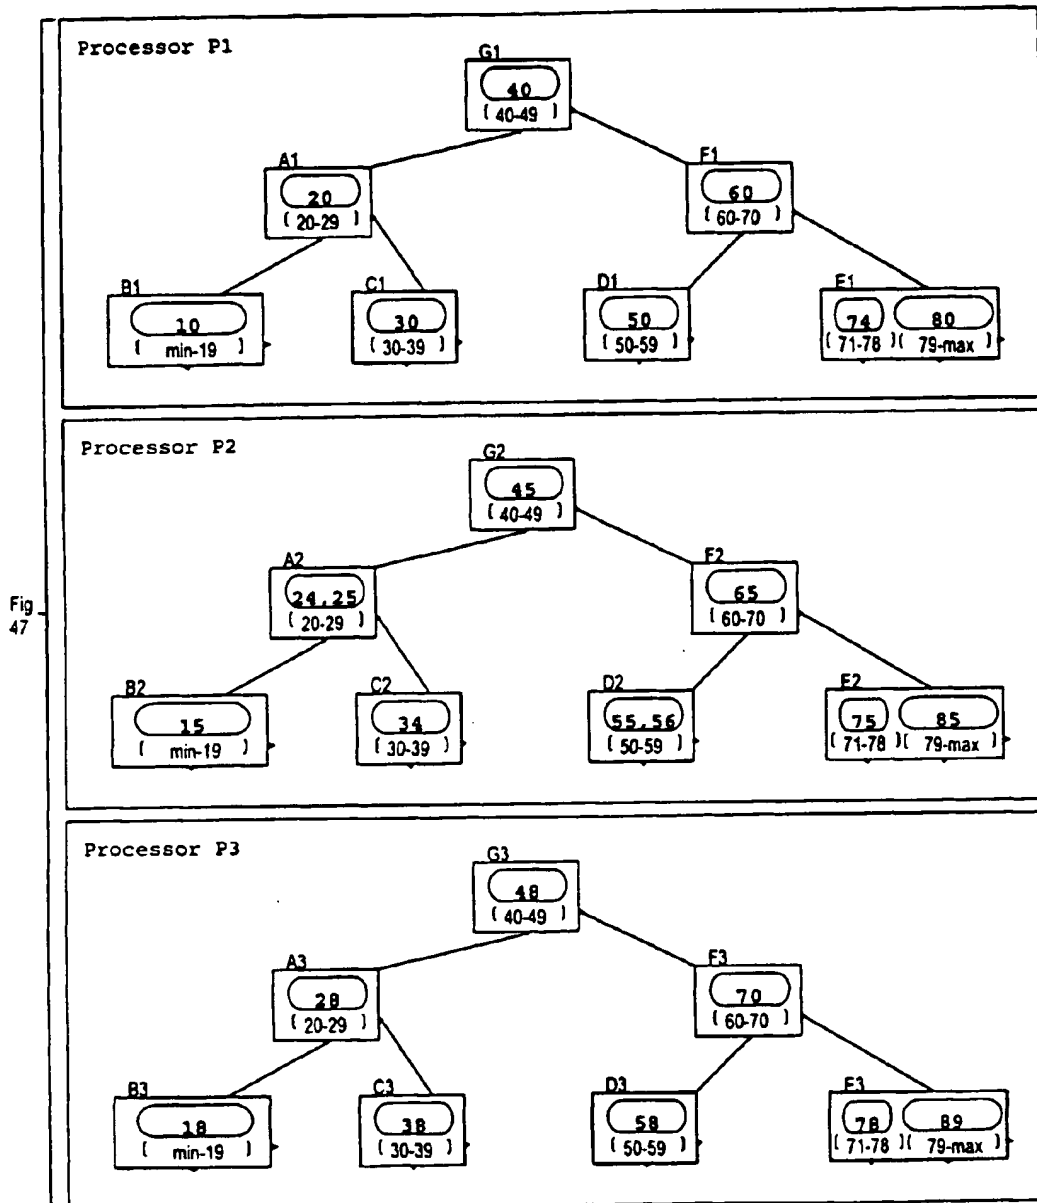 Processor P1
G1
40
( 40-49 )
A1
20
( 20-29 )
F1
60
( 60-70 )
B1
10
( min-19 )
C1
30
( 30-39 )
D1
50
( 50-59 )
E1
74 80
( 71-78 )( 79-max )
Processor P2
G2
45
( 40-49 )
A2
24,25
( 20-29 )
F2
65
( 60-70 )
Fig
47
B2
15
( min-19 )
C2
34
( 30-39 )
D2
55,56
( 50-59 )
E2
75 85
( 71-78 )( 79-max )
Processor P3
G3
48
( 40-49 )
A3
28
( 20-29 )
F3
70
( 60-70 )
B3
18
( min-19 )
C3
38
( 30-39 )
D3
58
( 50-59 )
E3
78 89
( 71-78 )( 79-max )